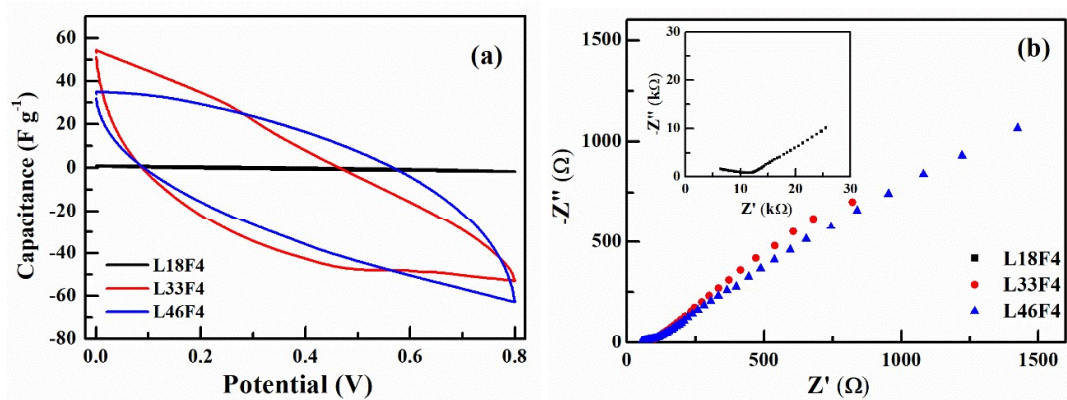 (a)
Capacitance (F g⁻¹)
60
40
20
0
-20
-40
-60
-80
L18F4
L33F4
L46F4
0.0 0.2 0.4 0.6 0.8
Potential (V)
(b)
-Z'' (Ω)
1500
1000
500
0
-Z'' (kΩ)
30
20
10
0
0 10 20 30
Z' (kΩ)
L18F4
L33F4
L46F4
0 500 1000 1500
Z' (Ω)